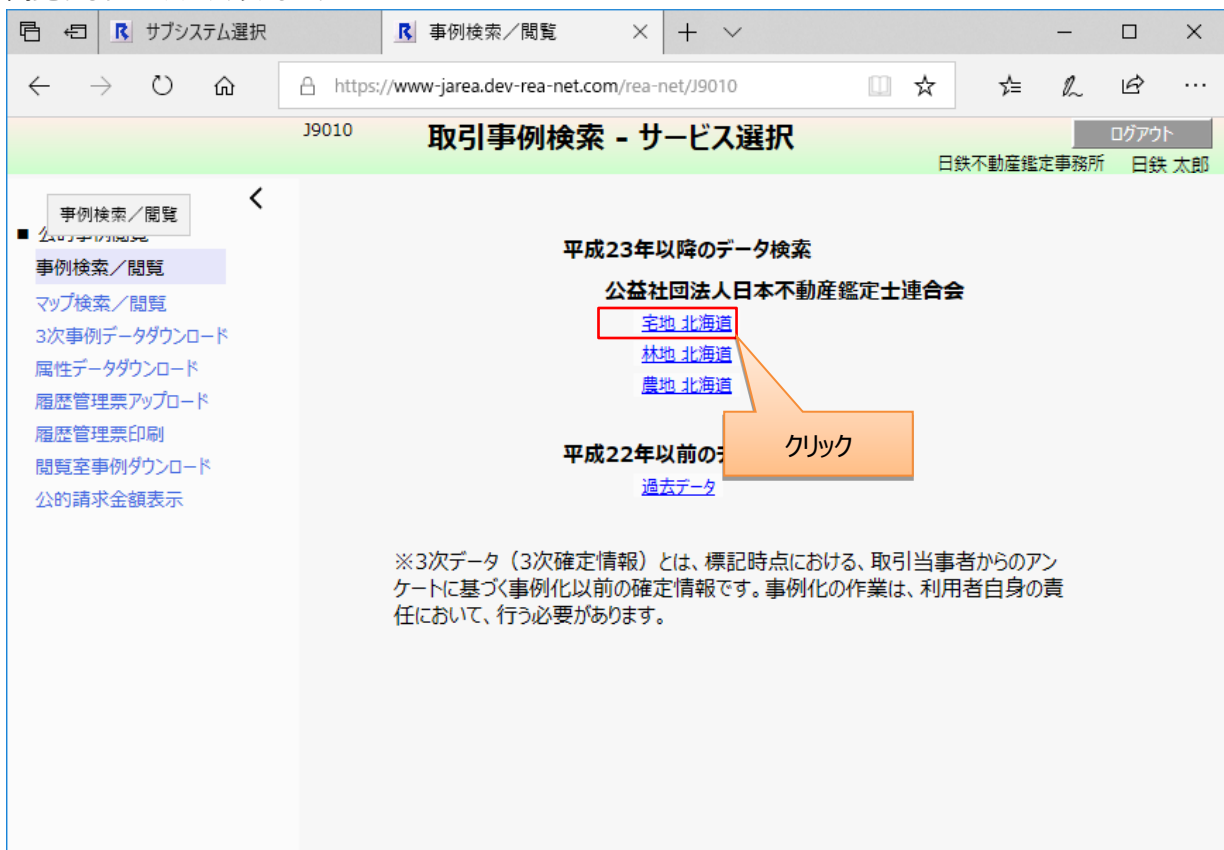 サブシステム選択
事例検索／閲覧
https://www-jarea.dev-rea-net.com/rea-net/J9010
J9010
取引事例検索 - サービス選択
ログアウト
日鉄不動産鑑定事務所 日鉄 太郎
事例検索／閲覧
■ 公的事例閲覧
事例検索／閲覧
マップ検索／閲覧
3次事例データダウンロード
属性データダウンロード
履歴管理票アップロード
履歴管理票印刷
閲覧室事例ダウンロード
公的請求金額表示
平成23年以降のデータ検索
公益社団法人日本不動産鑑定士連合会
宅地 北海道
林地 北海道
農地 北海道
クリック
平成22年以前の
過去データ
※3次データ（3次確定情報）とは、標記時点における、取引当事者からのアン
ケートに基づく事例化以前の確定情報です。事例化の作業は、利用者自身の責
任において、行う必要があります。